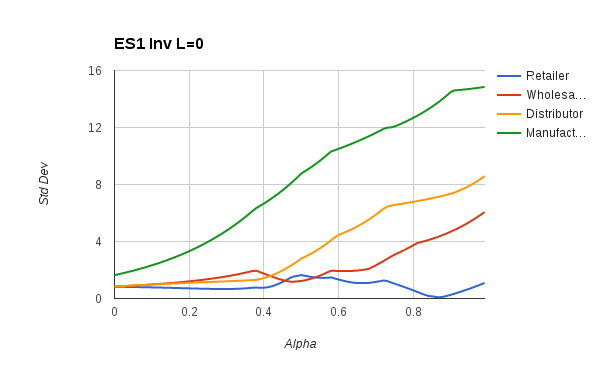 ES1 Inv L=0
16
12
8
4
0
Std Dev
0
0.2
0.4
0.6
0.8
Alpha
Retailer
Wholesa...
Distributor
Manufact...